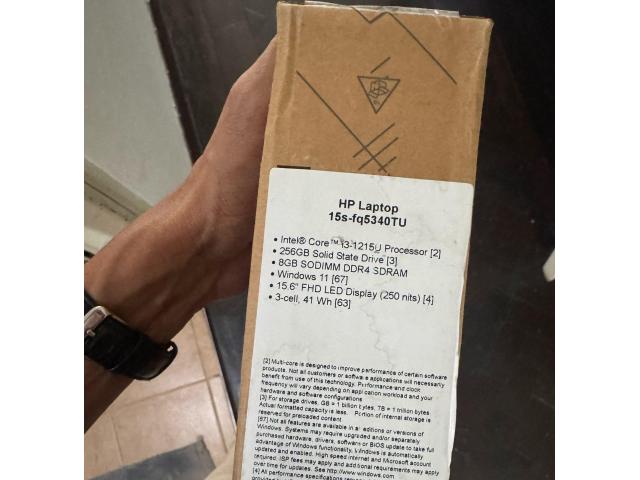 HP Laptop
15s-fq5340TU
• Intel® Core™ i3-1215U Processor [2]
• 256GB Solid State Drive [3]
• 8GB SODIMM DDR4 SDRAM
• Windows 11 [67]
• 15.6" FHD LED Display (250 nits) [4]
• 3-cell, 41 Wh [63]
[2] Multi-core is designed to improve performance of certain software
products. Not all customers or software applications will necessarily
benefit from use of this technology. Performance and clock
frequency will vary depending on application workload and your
hardware and software configurations
[3] For storage drives, GB = 1 billion bytes. TB = 1 trillion bytes.
Actual formatted capacity is less. Portion of internal storage is
reserved for preloaded content
[67] Not all features are available in all editions or versions of
Windows. Systems may require upgraded and/or separately
purchased hardware, drivers, software or BIOS update to take full
advantage of Windows functionality. Windows is automatically
updated and enabled. High speed internet and Microsoft account
required. ISP fees may apply and additional requirements may apply
over time for updates. See http://www.windows.com.
[4] All performance specifications